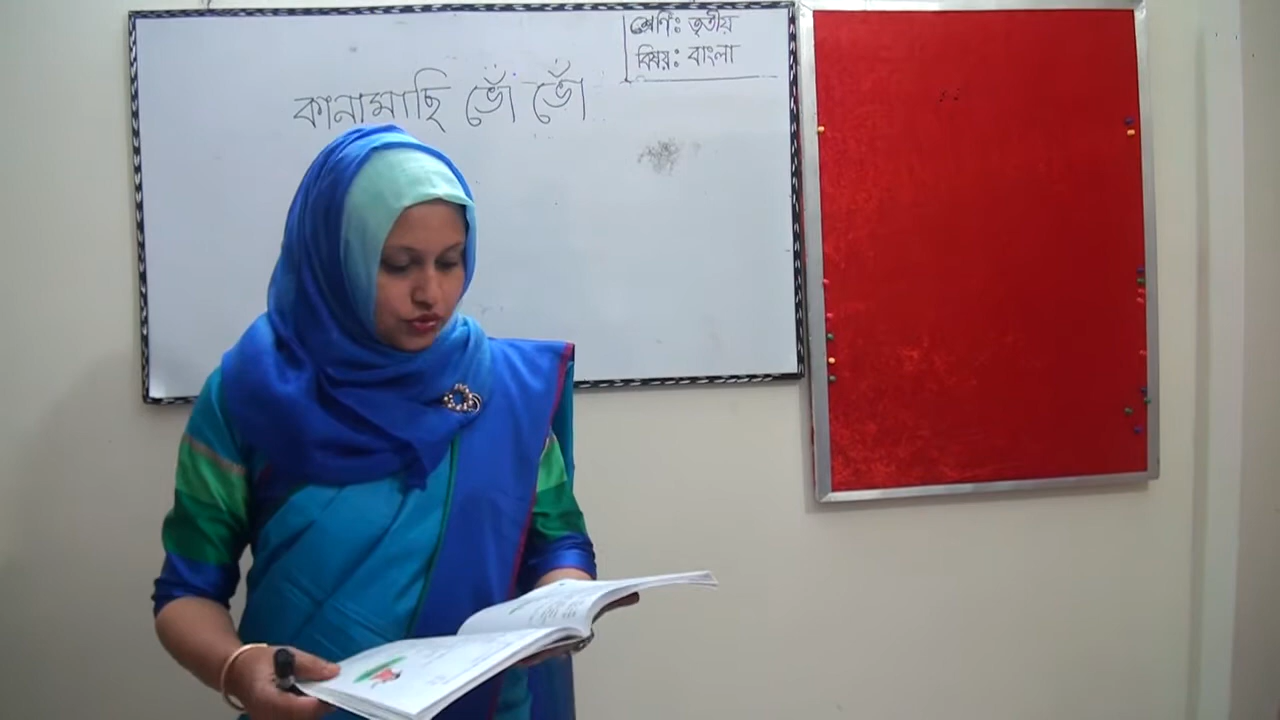 শ্রেণি: তৃতীয়
বিষয়: বাংলা
কানামাছি ভোঁ ভোঁ